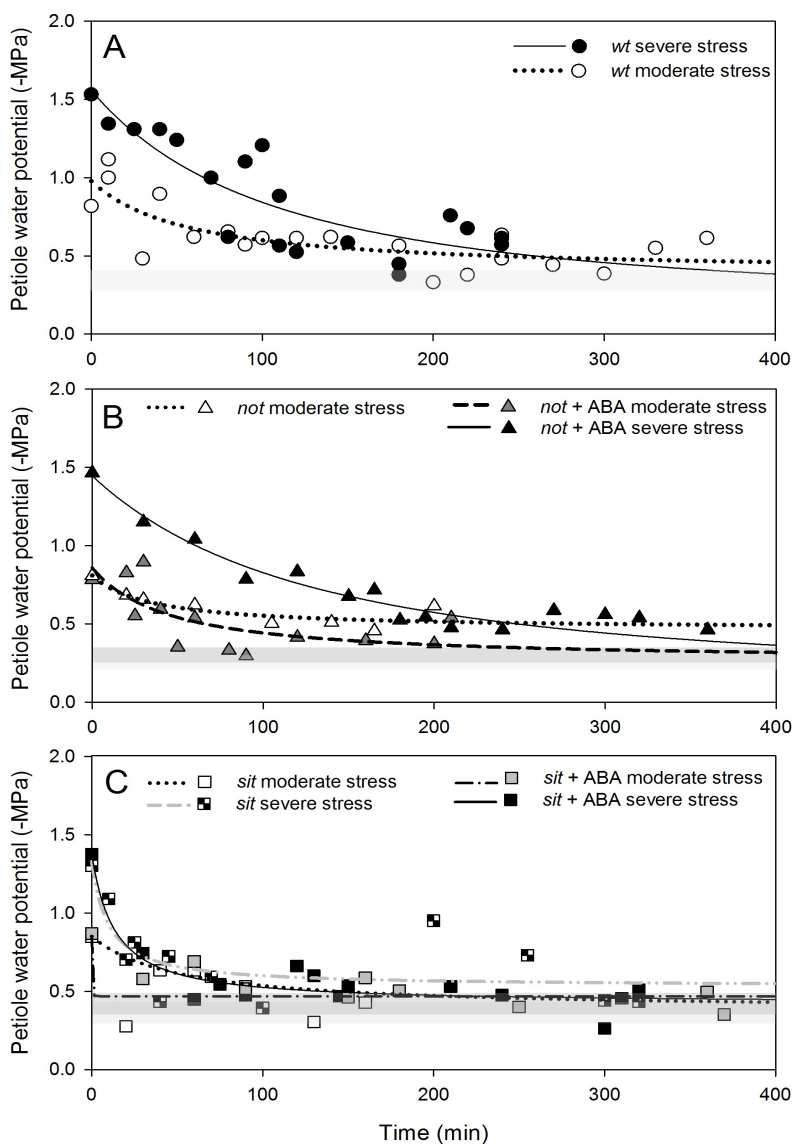 A
wt severe stress
wt moderate stress
Petiole water potential (-MPa)
2.0
1.5
1.0
0.5
0.0
0 100 200 300 400
B
not moderate stress
not + ABA moderate stress
not + ABA severe stress
Petiole water potential (-MPa)
2.0
1.5
1.0
0.5
0.0
0 100 200 300 400
C
sit moderate stress
sit severe stress
sit + ABA moderate stress
sit + ABA severe stress
Petiole water potential (-MPa)
2.0
1.5
1.0
0.5
0.0
0 100 200 300 400
Time (min)